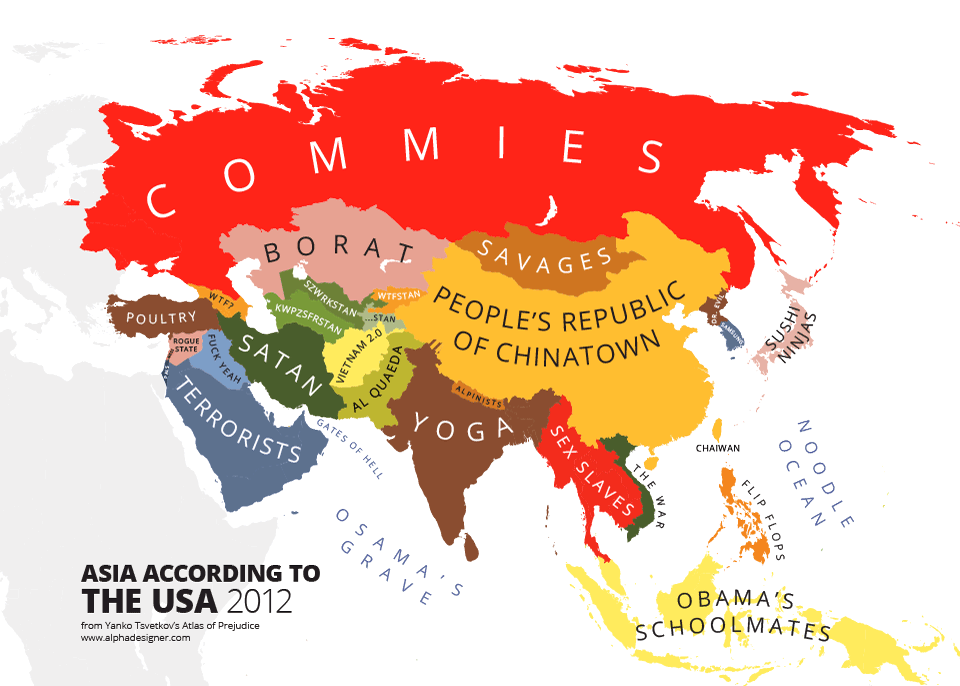 COMMIES
BORAT
SAVAGES
PEOPLE'S REPUBLIC
OF CHINATOWN
SZWRKSTAN
KWPZSFRSTAN
WTFSTAN
...STAN
WTF?
POULTRY
ROGUE
STATE
FUCK YEAH
SATAN
VIETNAM 2.0
AL QUAEDA
TERRORISTS
GATES OF HELL
ALPINISTS
YOGA
DR. EVIL
SAMSUNG
SUSHI
NINJAS
SEX SLAVES
THE WAR
CHAIWAN
NOODLE
OCEAN
FLIP FLOPS
OSAMA'S
GRAVE
OBAMA'S
SCHOOLMATES
ASIA ACCORDING TO
THE USA 2012
from Yanko Tsvetkov's Atlas of Prejudice
www.alphadesigner.com